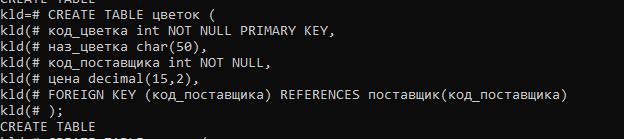 CREATE TABLE
kld=# CREATE TABLE цветок (
kld(# код_цветка int NOT NULL PRIMARY KEY,
kld(# наз_цветка char(50),
kld(# код_поставщика int NOT NULL,
kld(# цена decimal(15,2),
kld(# FOREIGN KEY (код_поставщика) REFERENCES поставщик(код_поставщика)
kld(# );
CREATE TABLE